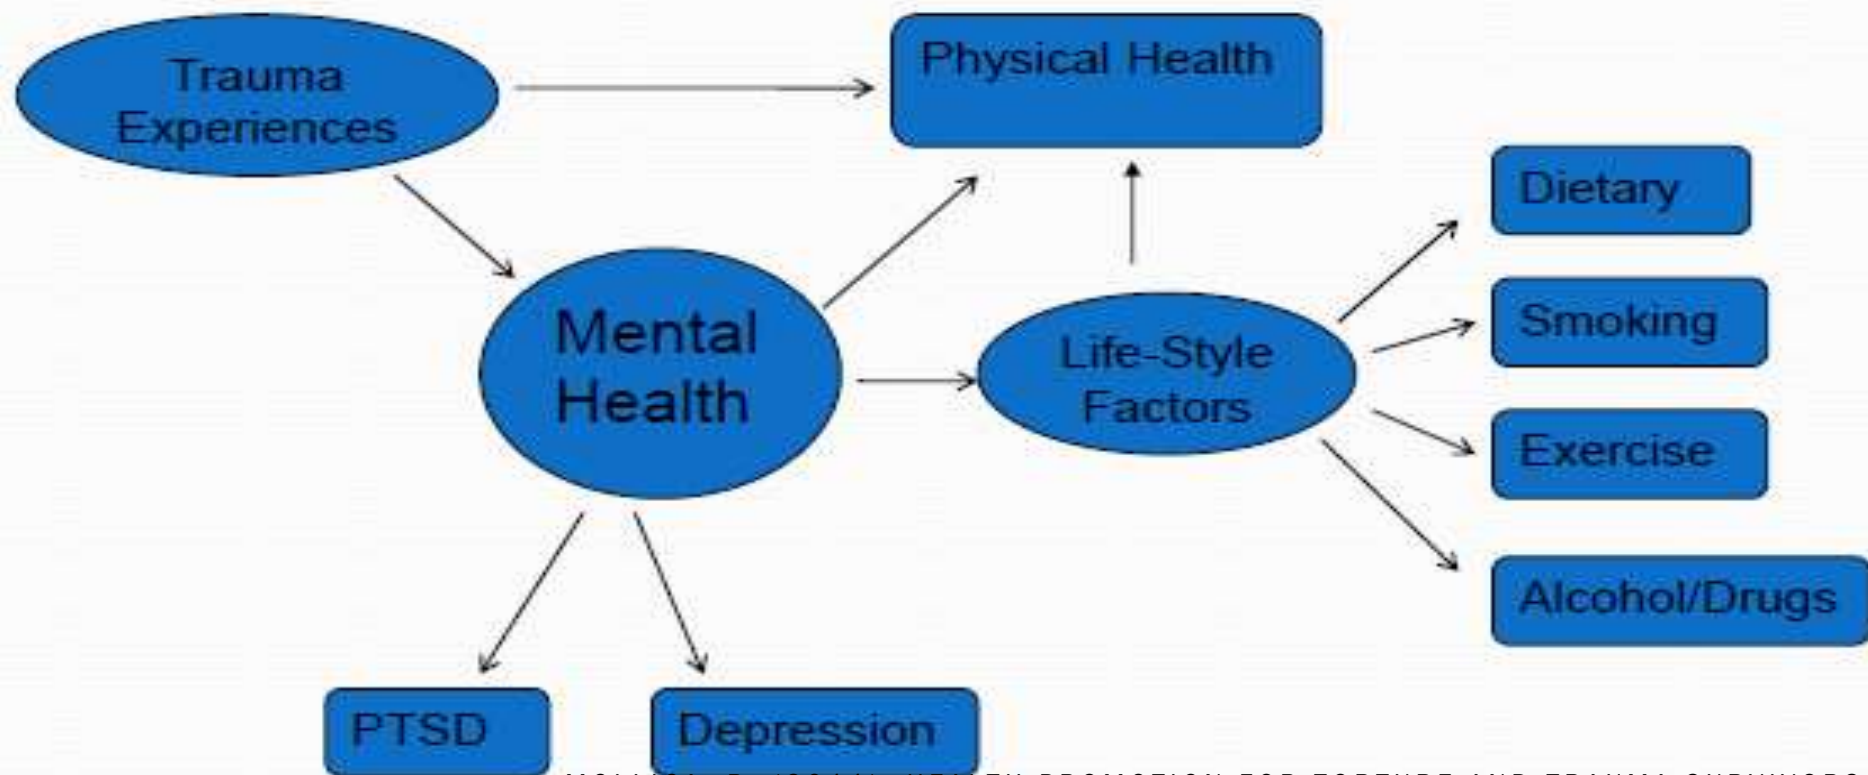 Trauma
Experiences
Physical Health
Mental
Health
Life-Style
Factors
Dietary
Smoking
Exercise
Alcohol/Drugs
PTSD
Depression